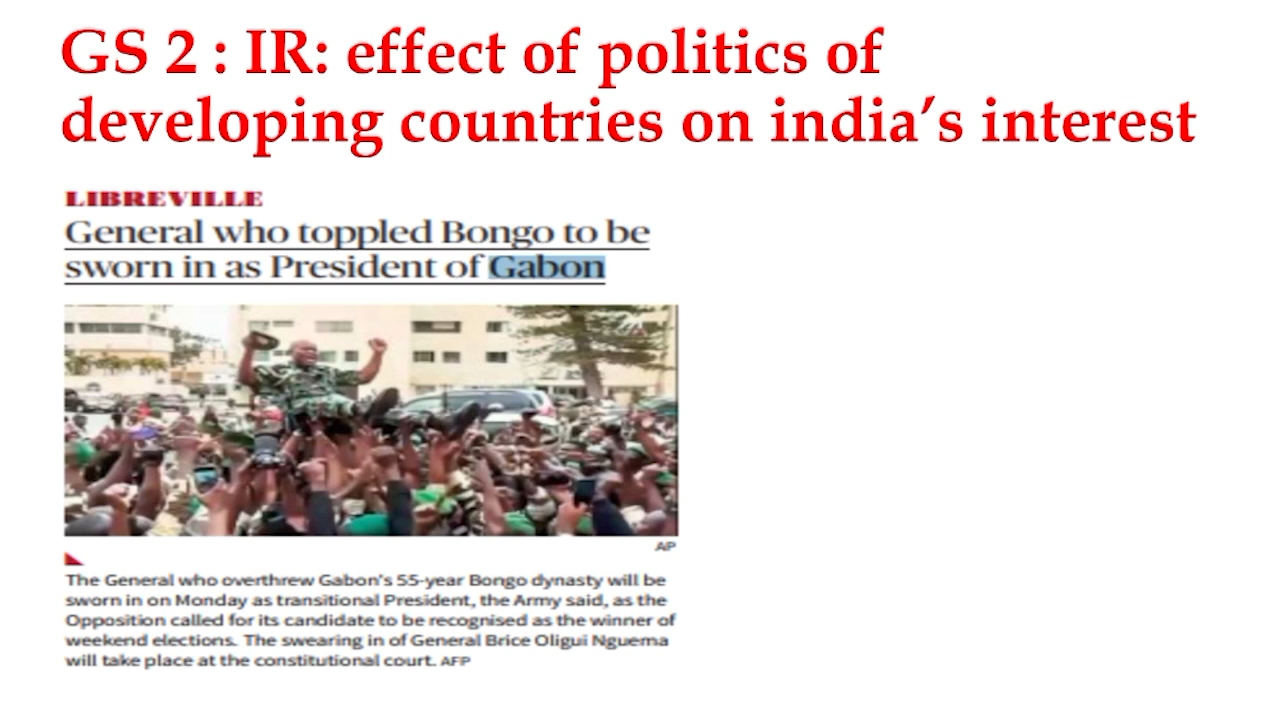 GS 2 : IR: effect of politics of
developing countries on india’s interest
LIBREVILLE
General who toppled Bongo to be
sworn in as President of Gabon
AP
The General who overthrew Gabon's 55-year Bongo dynasty will be
sworn in on Monday as transitional President, the Army said, as the
Opposition called for its candidate to be recognised as the winner of
weekend elections. The swearing in of General Brice Oligui Nguema
will take place at the constitutional court. AFP